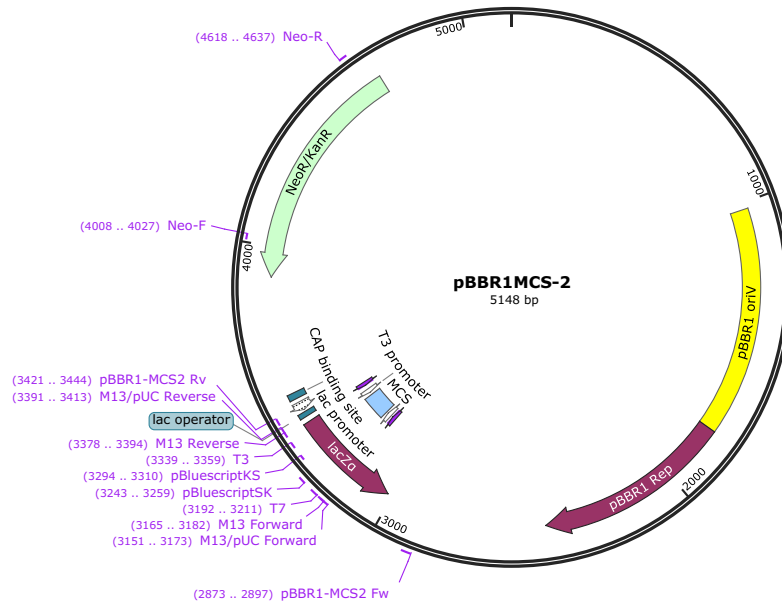 (4618 .. 4637) Neo-R
5000
NeoR/KanR
1000
(4008 .. 4027) Neo-F
4000
pBBR1MCS-2
5148 bp
pBBR1 oriV
CAP binding site
T3 promoter
MCS
(3421 .. 3444) pBBR1-MCS2 Rv
(3391 .. 3413) M13/pUC Reverse
lac operator
lac promoter
(3378 .. 3394) M13 Reverse
(3339 .. 3359) T3
lacZα
(3294 .. 3310) pBluescriptKS
pBBR1 Rep
2000
(3243 .. 3259) pBluescriptSK
(3192 .. 3211) T7
(3165 .. 3182) M13 Forward
3000
(3151 .. 3173) M13/pUC Forward
(2873 .. 2897) pBBR1-MCS2 Fw